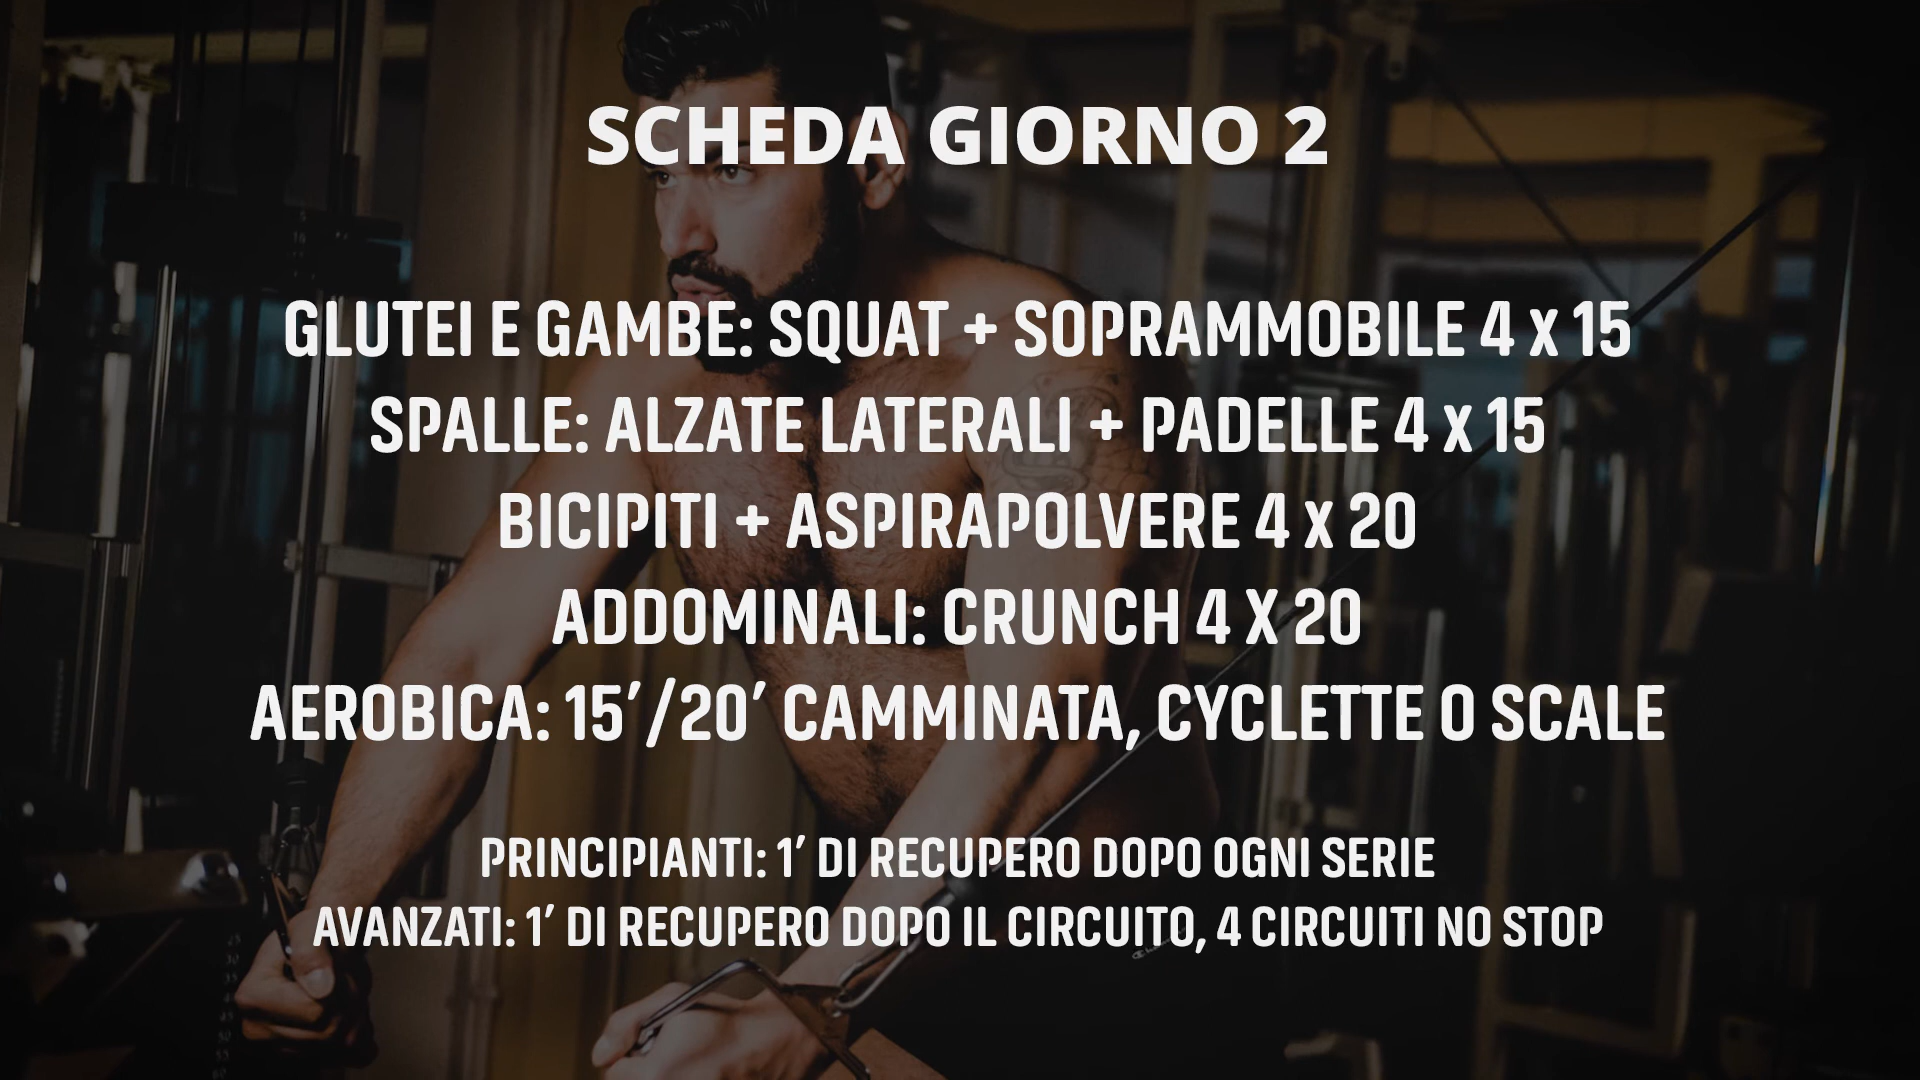 SCHEDA GIORNO 2
GLUTEI E GAMBE: SQUAT + SOPRAMMOBILE 4 x 15
SPALLE: ALZATE LATERALI + PADELLE 4 x 15
BICIPITI + ASPIRAPOLVERE 4 x 20
ADDOMINALI: CRUNCH 4 X 20
AEROBICA: 15'/20' CAMMINATA, CYCLETTE O SCALE
PRINCIPIANTI: 1' DI RECUPERO DOPO OGNI SERIE
AVANZATI: 1' DI RECUPERO DOPO IL CIRCUITO, 4 CIRCUITI NO STOP